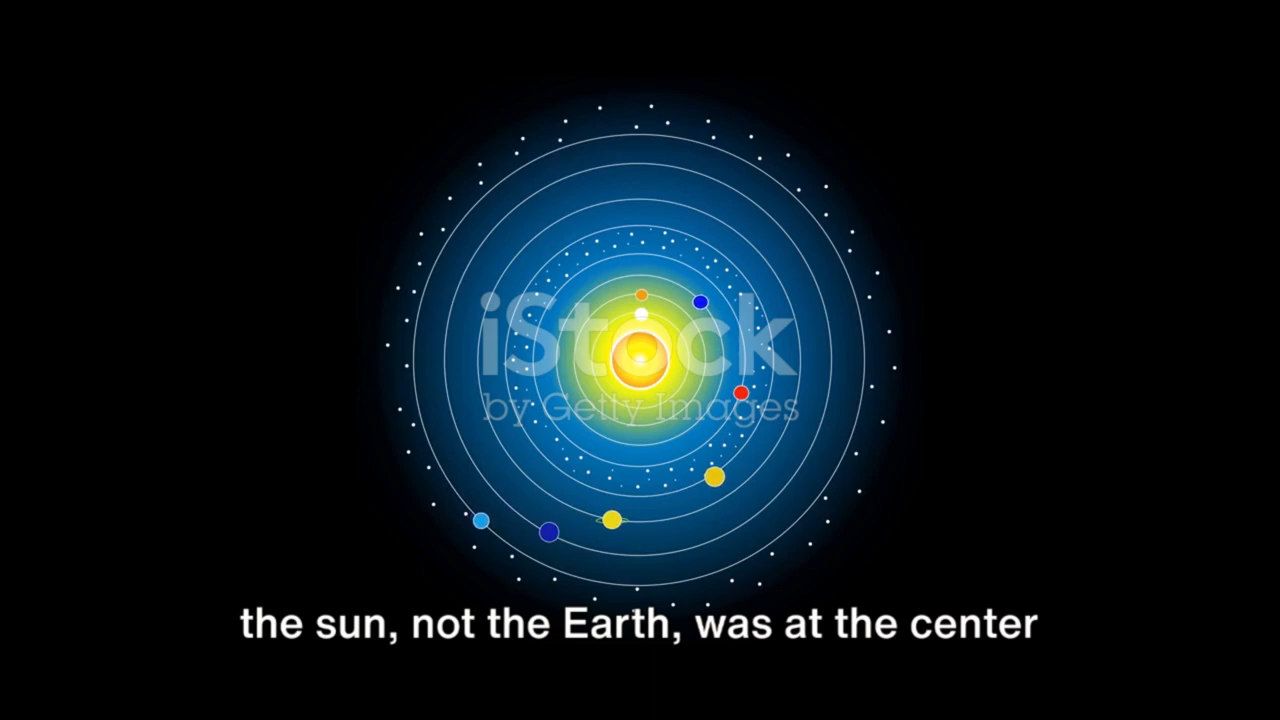 iStock
by Getty Images
the sun, not the Earth, was at the center